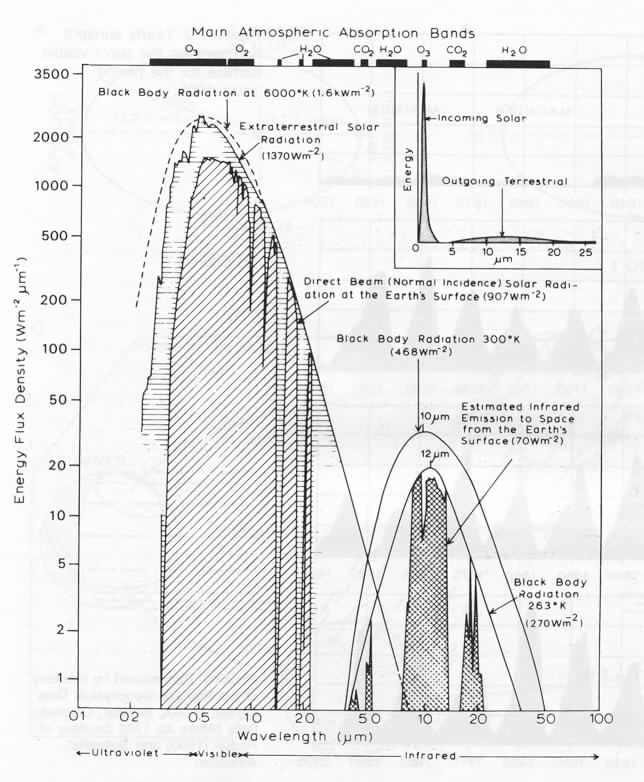 Main Atmospheric Absorption Bands
O3 O2 H2O CO2 H2O O3 CO2 H2O
3500
2000
1000
500
200
100
50
20
10
5
2
1
Energy Flux Density (Wm-2 μm-1)
Black Body Radiation at 6000°K (1.6kWm-2)
Extraterrestrial Solar
Radiation
(1370Wm-2)
Energy
Incoming Solar
Outgoing Terrestrial
0 5 10 15 20 25
μm
Direct Beam (Normal Incidence) Solar Radi-
ation at the Earth's Surface (907Wm-2)
Black Body Radiation 300°K
(468Wm-2)
Estimated Infrared
Emission to Space
from the Earth's
Surface (70Wm-2)
10μm
12μm
Black Body
Radiation
263°K
(270Wm-2)
01 02 05 10 20 50 10 20 50 100
Wavelength (μm)
Ultraviolet Visible Infrared